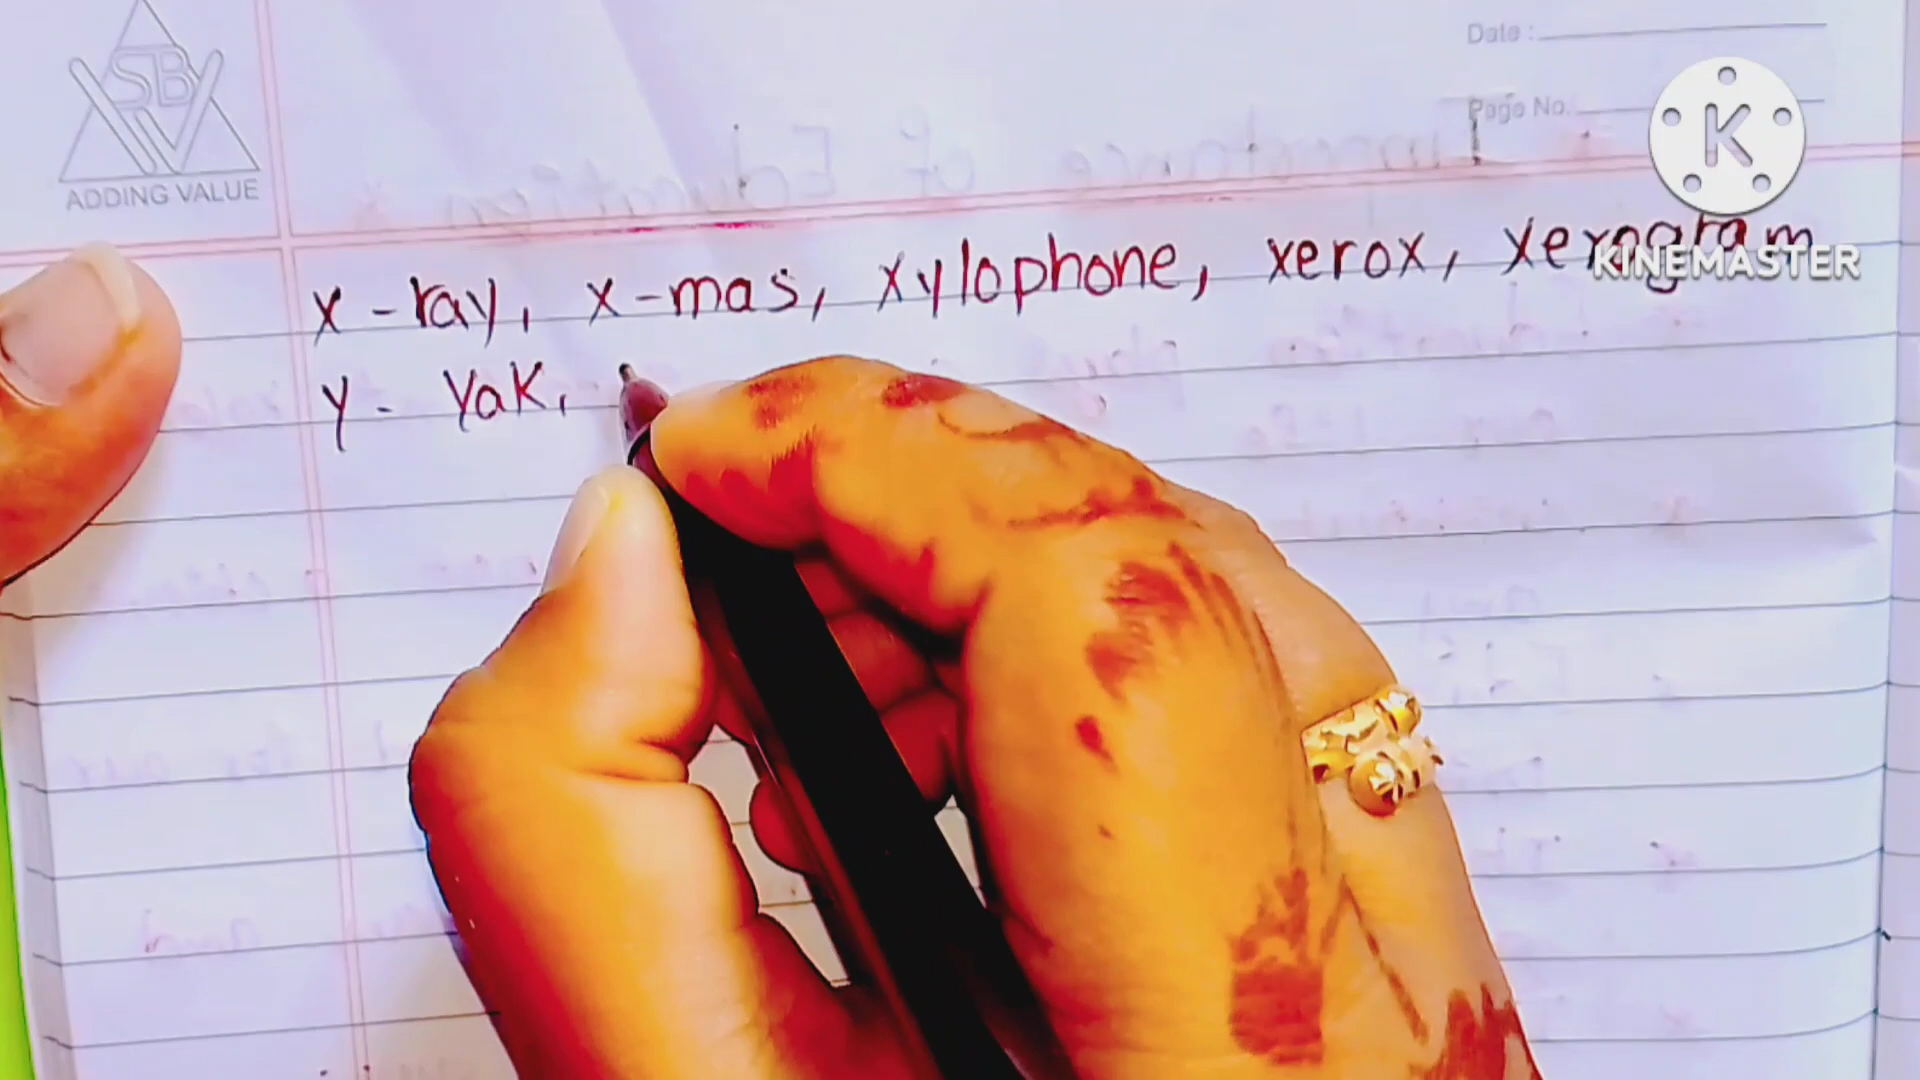 SBV
ADDING VALUE
Date :
Page No.
x-ray, x-mas, xylophone, xerox, xerogram
KINEMASTER
y - Yak,